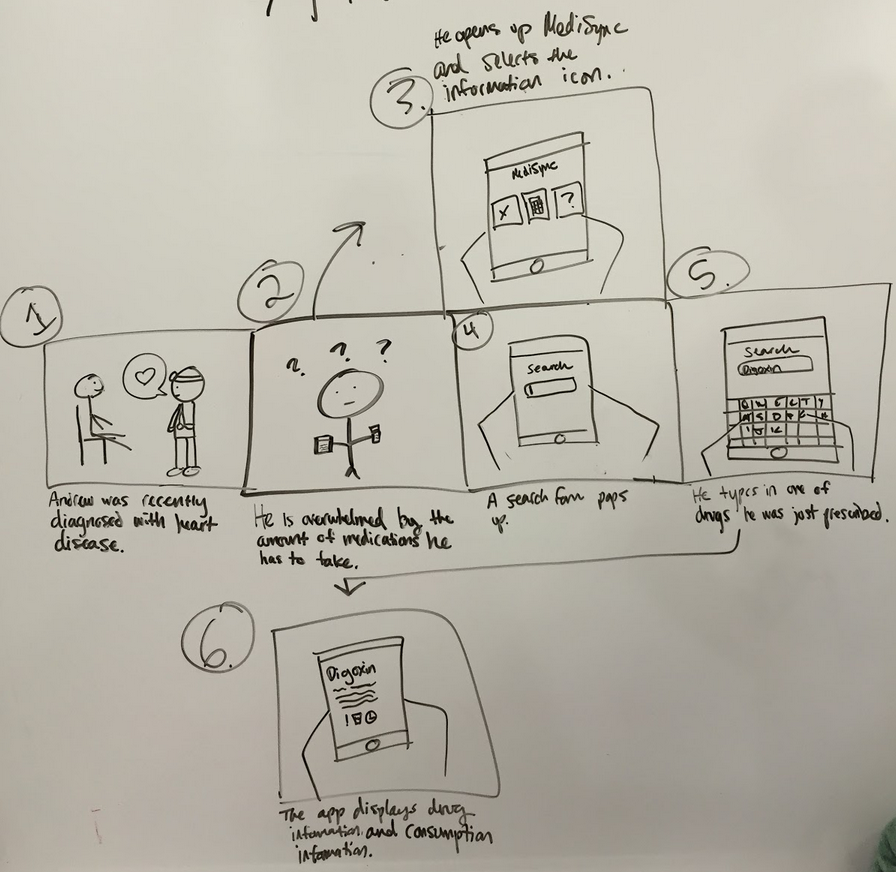 1
Andrew was recently
diagnosed with heart
disease.
2
? ? ?
He is overwhelmed by the
amount of medications he
has to take.
3.
He opens up MediSync
and selects the
information icon.
MediSync
X ?
4
Search
A search form pops
up.
5.
Search
Digoxin
He types in one of
drugs he was just prescribed.
6.
Digoxin
!
The app displays drug
information and consumption
information.